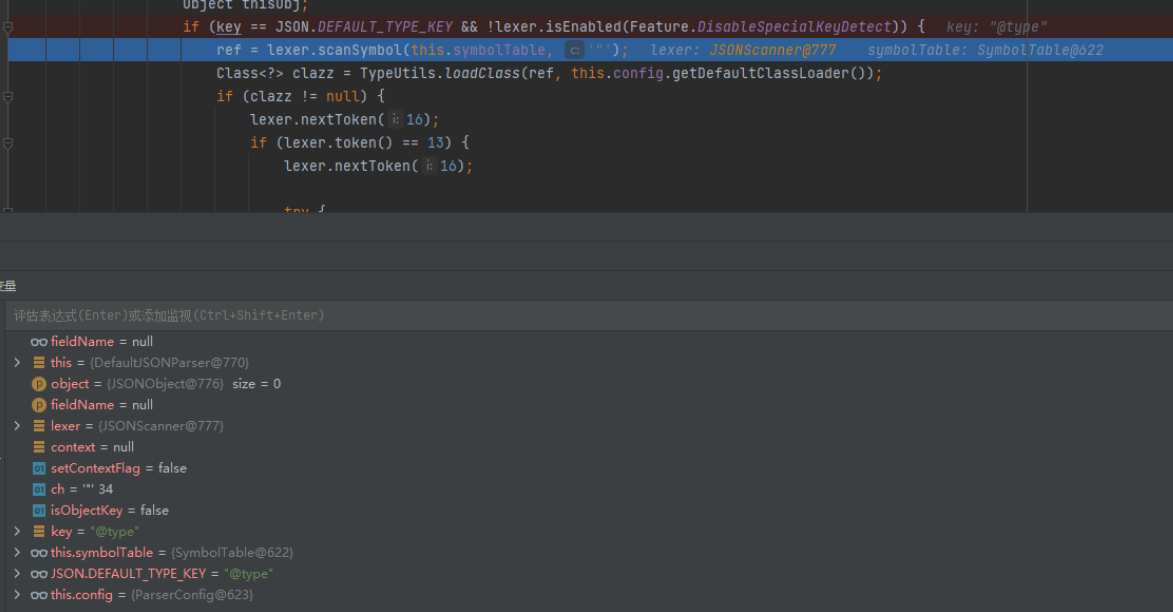 Object thisObj;
if (key == JSON.DEFAULT_TYPE_KEY && !lexer.isEnabled(Feature.DisableSpecialKeyDetect)) {   key: "@type"
ref = lexer.scanSymbol(this.symbolTable, c: '"');   lexer: JSONScanner@777   symbolTable: SymbolTable@622
Class<?> clazz = TypeUtils.loadClass(ref, this.config.getDefaultClassLoader());
if (clazz != null) {
lexer.nextToken( i: 16);
if (lexer.token() == 13) {
lexer.nextToken( i: 16);
try {
变量
评估表达式(Enter)或添加监视(Ctrl+Shift+Enter)
fieldName = null
this = {DefaultJSONParser@770}
object = {JSONObject@776} size = 0
fieldName = null
lexer = {JSONScanner@777}
context = null
setContextFlag = false
ch = '"' 34
isObjectKey = false
key = "@type"
this.symbolTable = {SymbolTable@622}
JSON.DEFAULT_TYPE_KEY = "@type"
this.config = {ParserConfig@623}